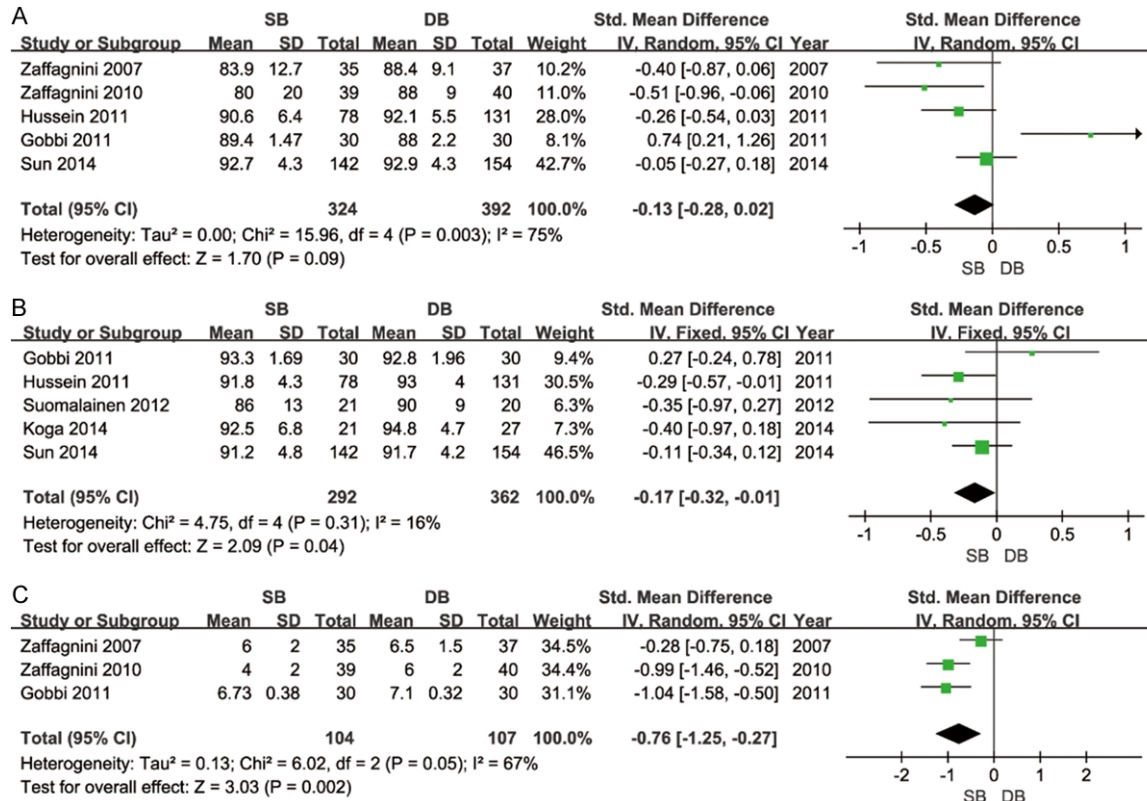 A
SB DB Std. Mean Difference Std. Mean Difference
Study or Subgroup Mean SD Total Mean SD Total Weight IV, Random, 95% CI Year IV, Random, 95% CI
Zaffagnini 2007 83.9 12.7 35 88.4 9.1 37 10.2% -0.40 [-0.87, 0.06] 2007
Zaffagnini 2010 80 20 39 88 9 40 11.0% -0.51 [-0.96, -0.06] 2010
Hussein 2011 90.6 6.4 78 92.1 5.5 131 28.0% -0.26 [-0.54, 0.03] 2011
Gobbi 2011 89.4 1.47 30 88 2.2 30 8.1% 0.74 [0.21, 1.26] 2011
Sun 2014 92.7 4.3 142 92.9 4.3 154 42.7% -0.05 [-0.27, 0.18] 2014
Total (95% CI) 324 392 100.0% -0.13 [-0.28, 0.02]
Heterogeneity: Tau² = 0.00; Chi² = 15.96, df = 4 (P = 0.003); I² = 75%
Test for overall effect: Z = 1.70 (P = 0.09)
-1 -0.5 0 0.5 1
SB DB
B
SB DB Std. Mean Difference Std. Mean Difference
Study or Subgroup Mean SD Total Mean SD Total Weight IV, Fixed, 95% CI Year IV, Fixed, 95% CI
Gobbi 2011 93.3 1.69 30 92.8 1.96 30 9.4% 0.27 [-0.24, 0.78] 2011
Hussein 2011 91.8 4.3 78 93 4 131 30.5% -0.29 [-0.57, -0.01] 2011
Suomalainen 2012 86 13 21 90 9 20 6.3% -0.35 [-0.97, 0.27] 2012
Koga 2014 92.5 6.8 21 94.8 4.7 27 7.3% -0.40 [-0.97, 0.18] 2014
Sun 2014 91.2 4.8 142 91.7 4.2 154 46.5% -0.11 [-0.34, 0.12] 2014
Total (95% CI) 292 362 100.0% -0.17 [-0.32, -0.01]
Heterogeneity: Chi² = 4.75, df = 4 (P = 0.31); I² = 16%
Test for overall effect: Z = 2.09 (P = 0.04)
-1 -0.5 0 0.5 1
SB DB
C
SB DB Std. Mean Difference Std. Mean Difference
Study or Subgroup Mean SD Total Mean SD Total Weight IV, Random, 95% CI Year IV, Random, 95% CI
Zaffagnini 2007 6 2 35 6.5 1.5 37 34.5% -0.28 [-0.75, 0.18] 2007
Zaffagnini 2010 4 2 39 6 2 40 34.4% -0.99 [-1.46, -0.52] 2010
Gobbi 2011 6.73 0.38 30 7.1 0.32 30 31.1% -1.04 [-1.58, -0.50] 2011
Total (95% CI) 104 107 100.0% -0.76 [-1.25, -0.27]
Heterogeneity: Tau² = 0.13; Chi² = 6.02, df = 2 (P = 0.05); I² = 67%
Test for overall effect: Z = 3.03 (P = 0.002)
-2 -1 0 1 2
SB DB